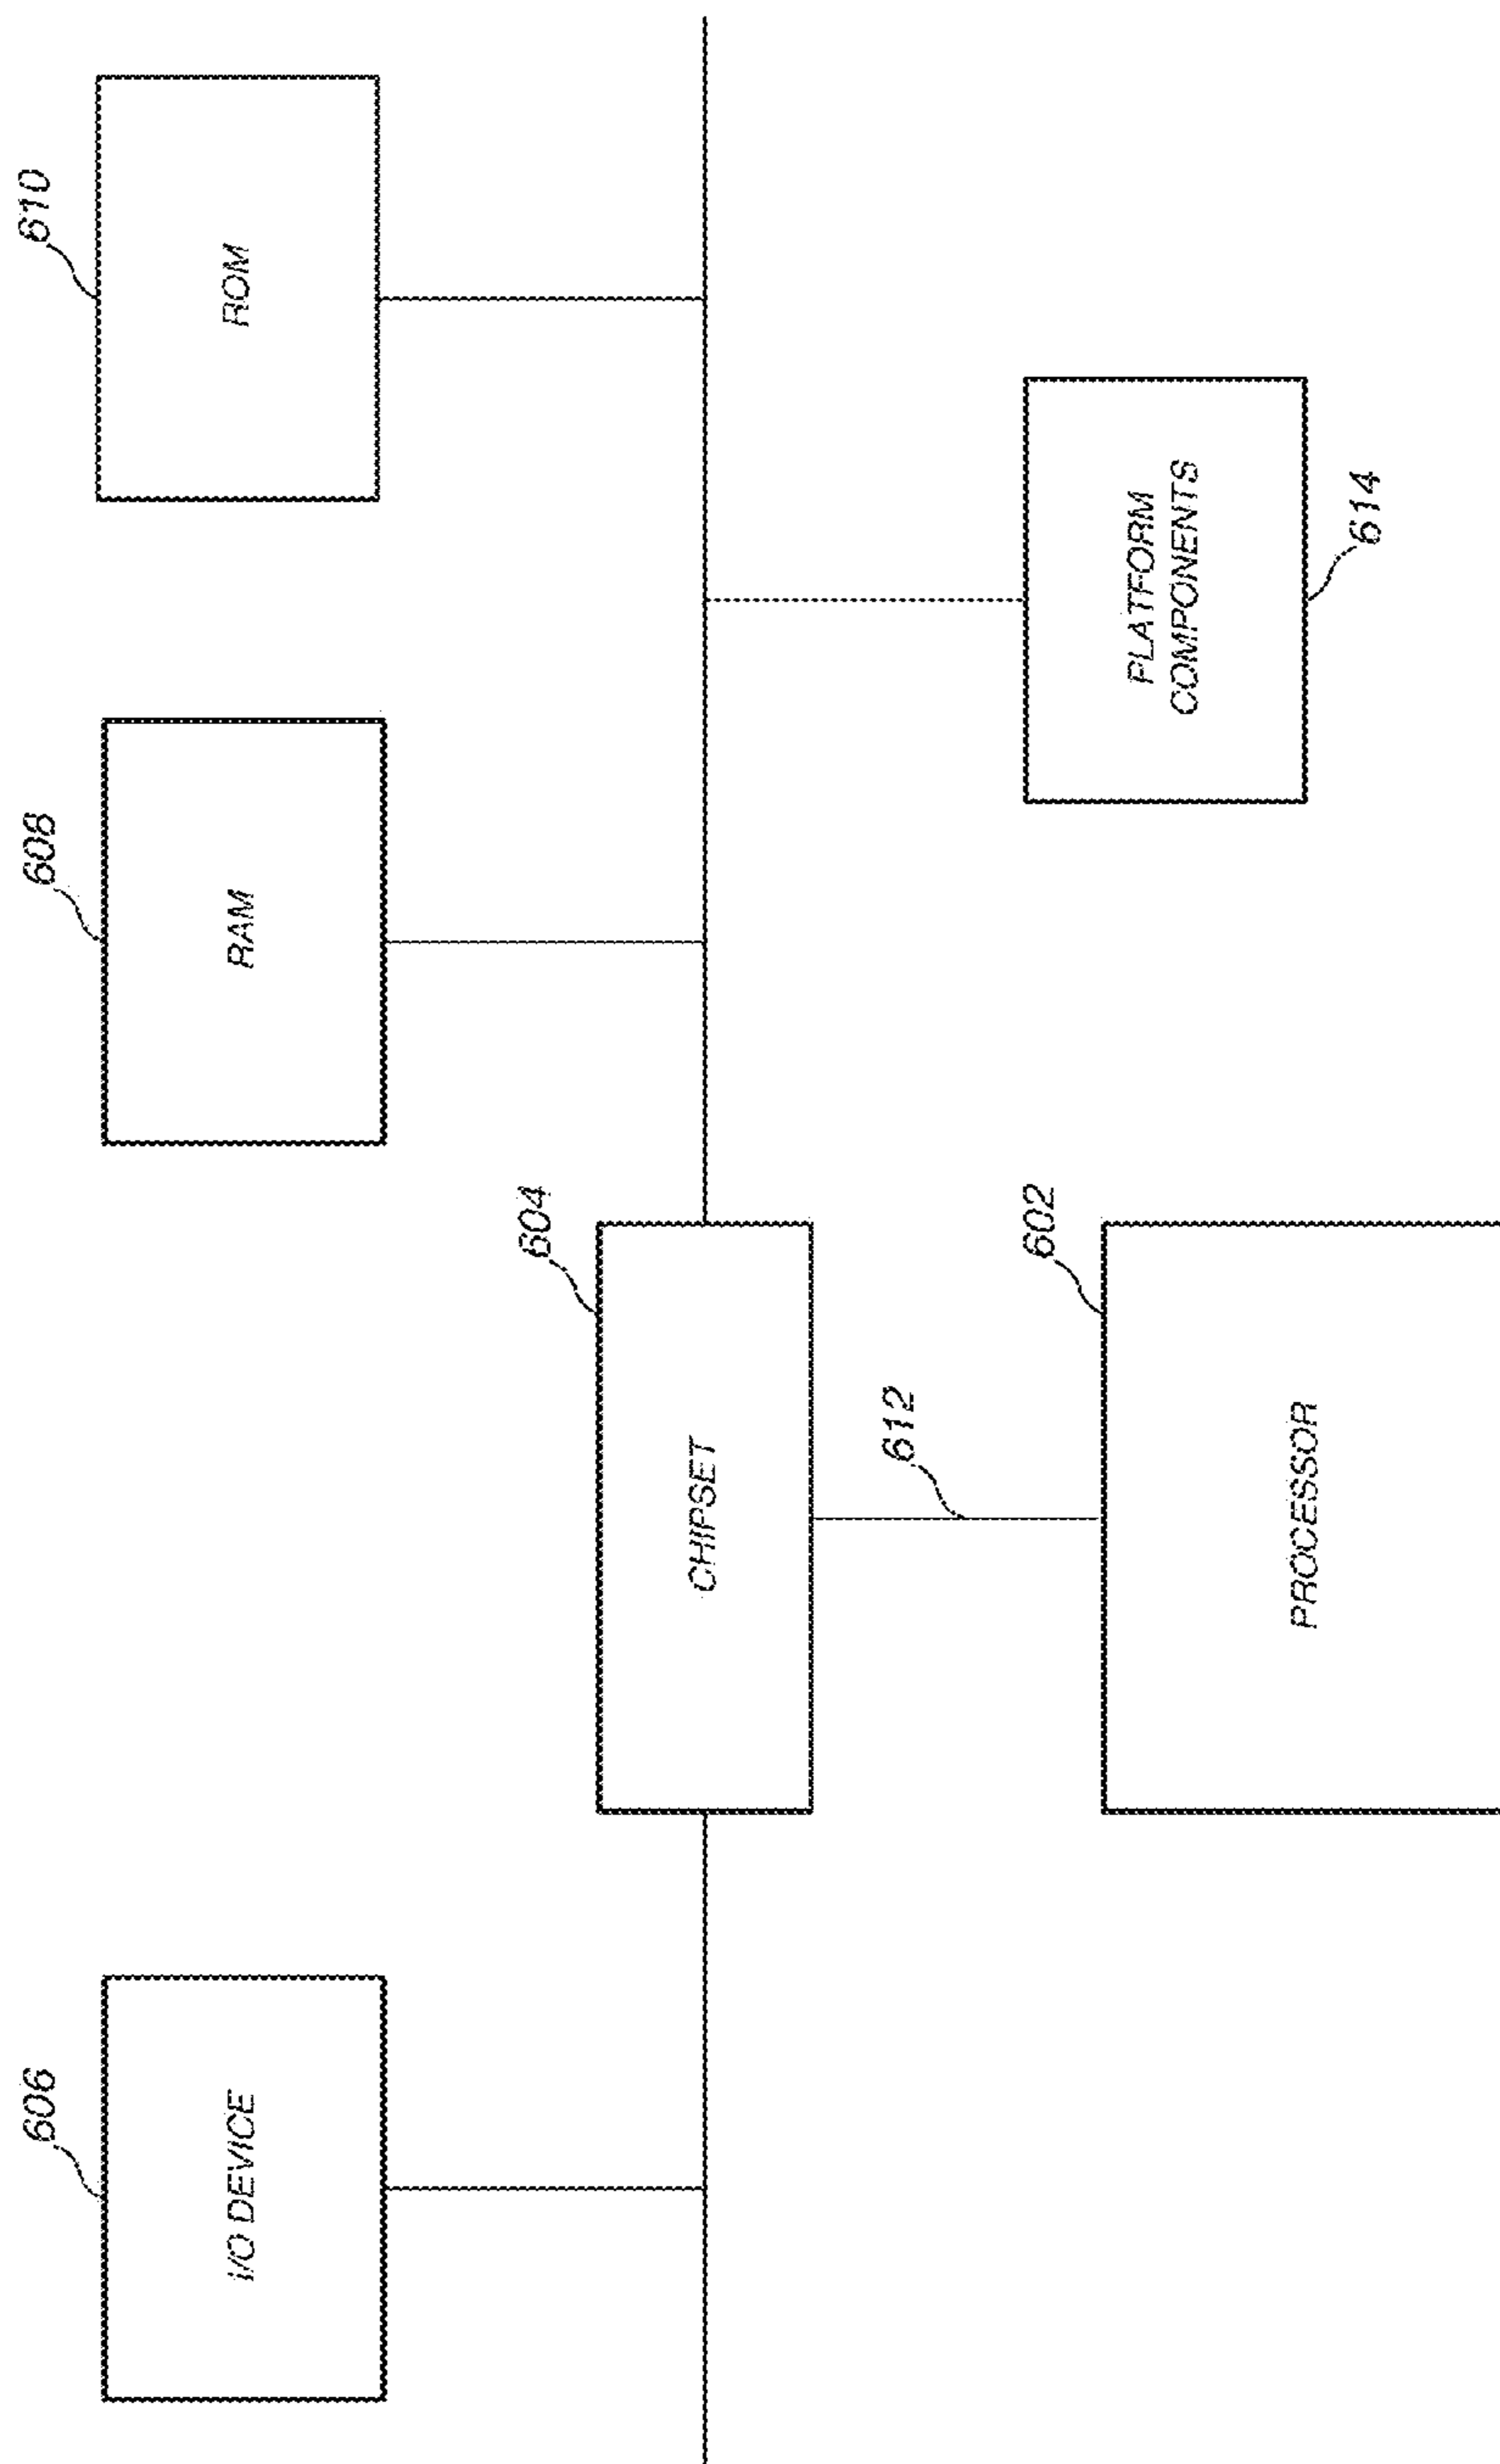 606
I/O DEVICE
608
RAM
610
ROM
604
CHIPSET
612
602
PROCESSOR
PLATFORM
COMPONENTS
614